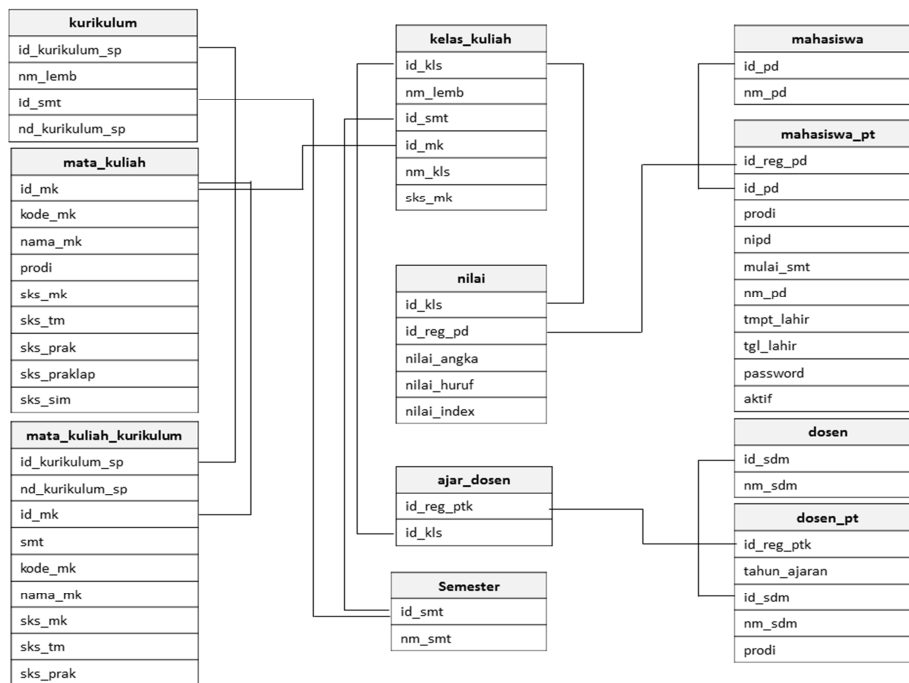 kurikulum
id_kurikulum_sp
nm_lemb
id_smt
nd_kurikulum_sp
mata_kuliah
id_mk
kode_mk
nama_mk
prodi
sks_mk
sks_tm
sks_prak
sks_praklap
sks_sim
mata_kuliah_kurikulum
id_kurikulum_sp
nd_kurikulum_sp
id_mk
smt
kode_mk
nama_mk
sks_mk
sks_tm
sks_prak
kelas_kuliah
id_kls
nm_lemb
id_smt
id_mk
nm_kls
sks_mk
nilai
id_kls
id_reg_pd
nilai_angka
nilai_huruf
nilai_index
ajar_dosen
id_reg_ptk
id_kls
Semester
id_smt
nm_smt
mahasiswa
id_pd
nm_pd
mahasiswa_pt
id_reg_pd
id_pd
prodi
nipd
mulai_smt
nm_pd
tmpt_lahir
tgl_lahir
password
aktif
dosen
id_sdm
nm_sdm
dosen_pt
id_reg_ptk
tahun_ajaran
id_sdm
nm_sdm
prodi